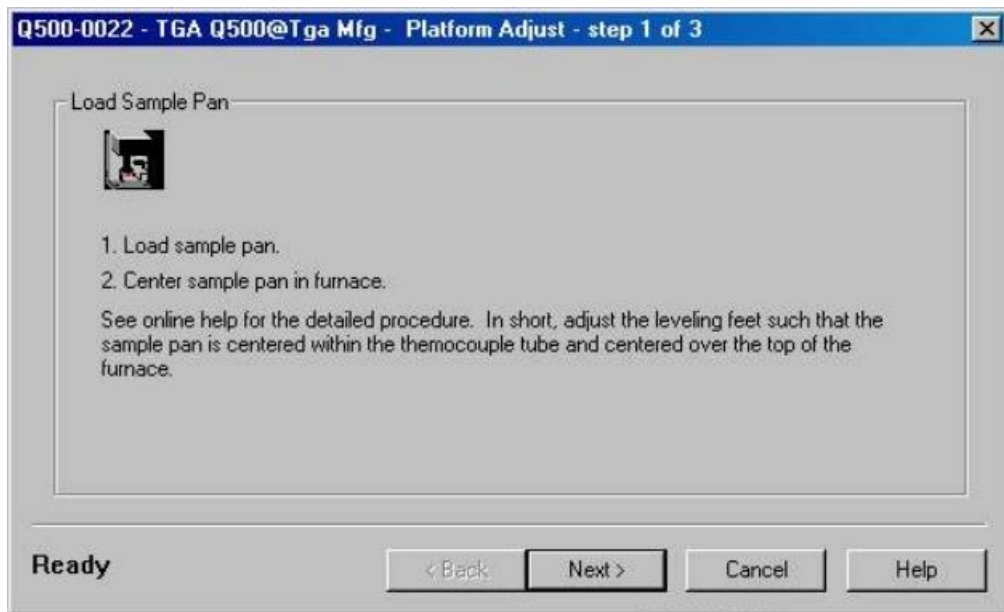 Q500-0022 - TGA Q500@Tga Mfg - Platform Adjust - step 1 of 3
Load Sample Pan
1. Load sample pan.
2. Center sample pan in furnace.
See online help for the detailed procedure. In short, adjust the leveling feet such that the
sample pan is centered within the themocouple tube and centered over the top of the
furnace.
Ready
< Back
Next >
Cancel
Help